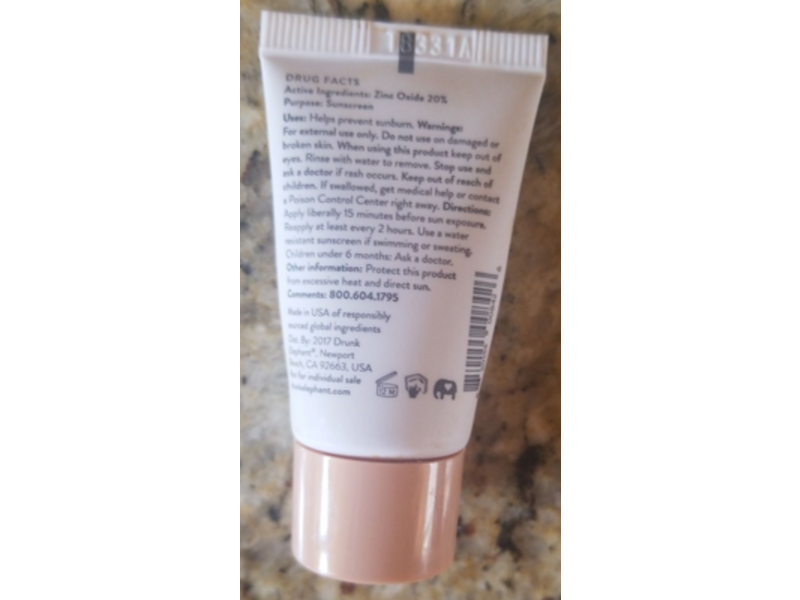 18331A
DRUG FACTS
Active Ingredients: Zinc Oxide 20%
Purpose: Sunscreen
Uses: Helps prevent sunburn. Warnings:
For external use only. Do not use on damaged or
broken skin. When using this product keep out of
eyes. Rinse with water to remove. Stop use and
ask a doctor if rash occurs. Keep out of reach of
children. If swallowed, get medical help or contact
a Poison Control Center right away. Directions:
Apply liberally 15 minutes before sun exposure.
Reapply at least every 2 hours. Use a water
resistant sunscreen if swimming or sweating.
Children under 6 months: Ask a doctor.
Other information: Protect this product
from excessive heat and direct sun.
Comments: 800.604.1795
Made in USA of responsibly
sourced global ingredients
By: 2017 Drunk
Elephant®, Newport
Beach, CA 92663, USA
Not for individual sale
drunkelephant.com
12 M